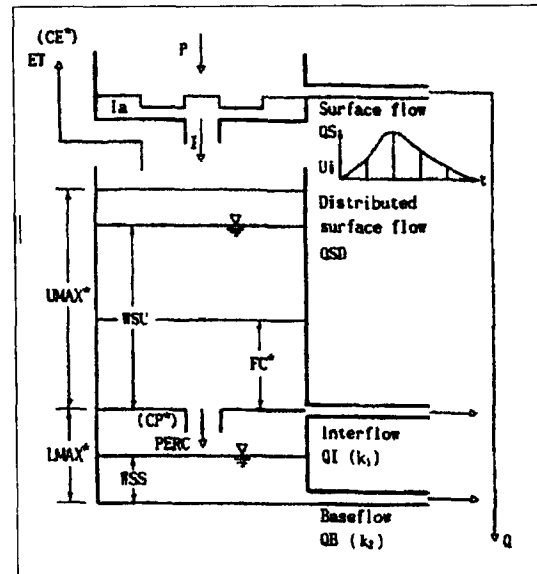 (CE*)
ET
P
Ia
I
Surface flow
QS
Ui
t
Distributed
surface flow
QSD
UMAX*
WSU
FC*
(CP*)
PERC
LMAX*
WSS
Interflow
QI (k₁)
Baseflow
QB (k₂)
Q